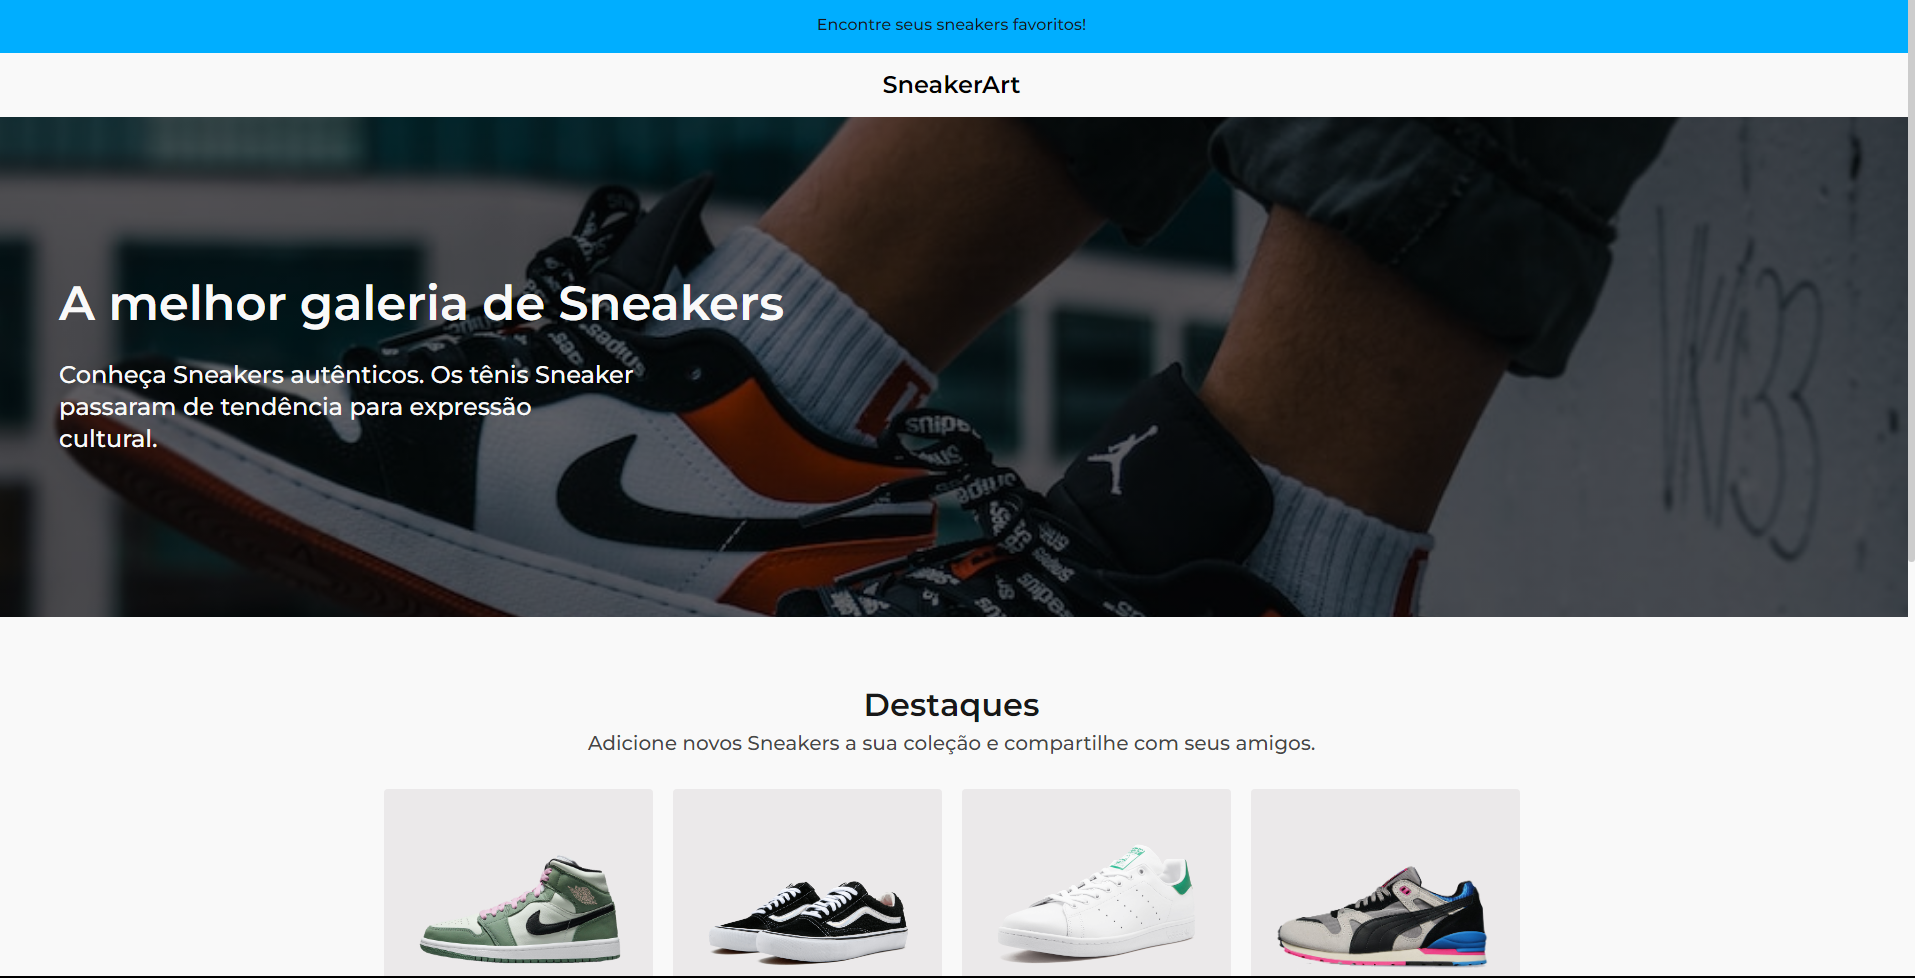 Encontre seus sneakers favoritos!
SneakerArt
A melhor galeria de Sneakers
Conheça Sneakers autênticos. Os tênis Sneaker
passaram de tendência para expressão
cultural.
Destaques
Adicione novos Sneakers a sua coleção e compartilhe com seus amigos.